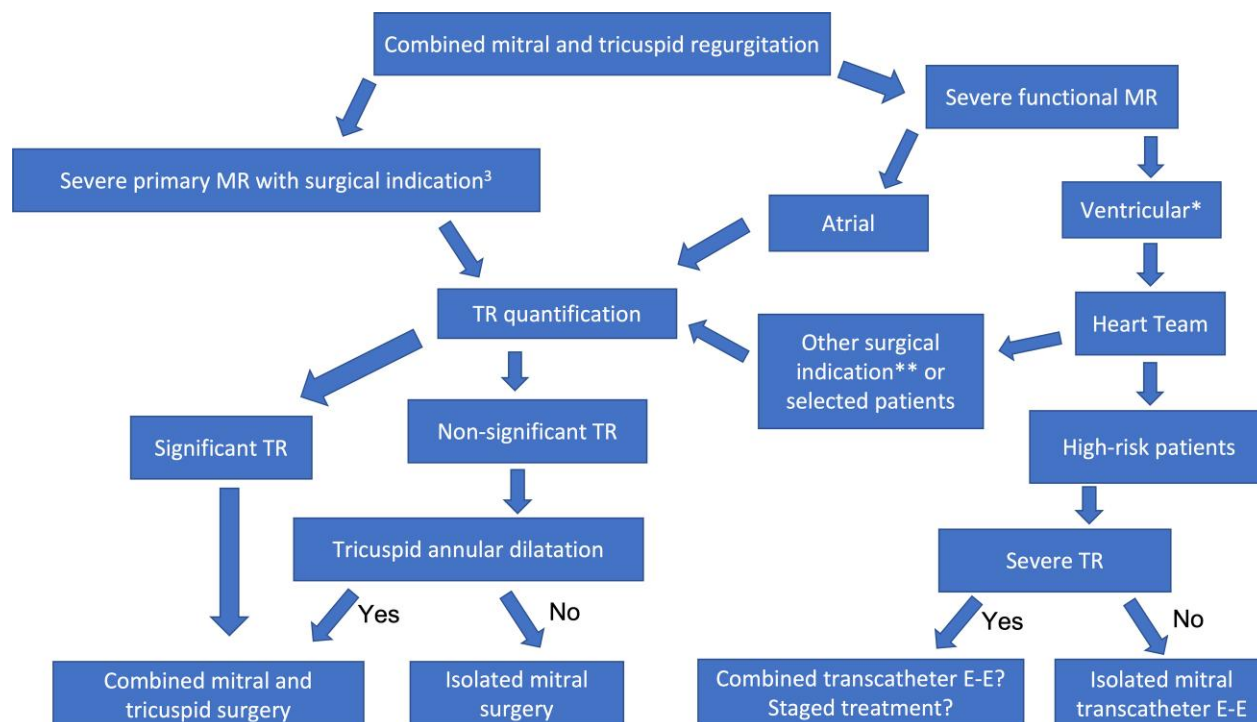 Combined mitral and tricuspid regurgitation
Severe functional MR
Severe primary MR with surgical indication³
Atrial
Ventricular*
TR quantification
Other surgical
indication** or
selected patients
Heart Team
Significant TR
Non-significant TR
High-risk patients
Tricuspid annular dilatation
Severe TR
Yes
No
Yes
No
Combined mitral and
tricuspid surgery
Isolated mitral
surgery
Combined transcatheter E-E?
Staged treatment?
Isolated mitral
transcatheter E-E